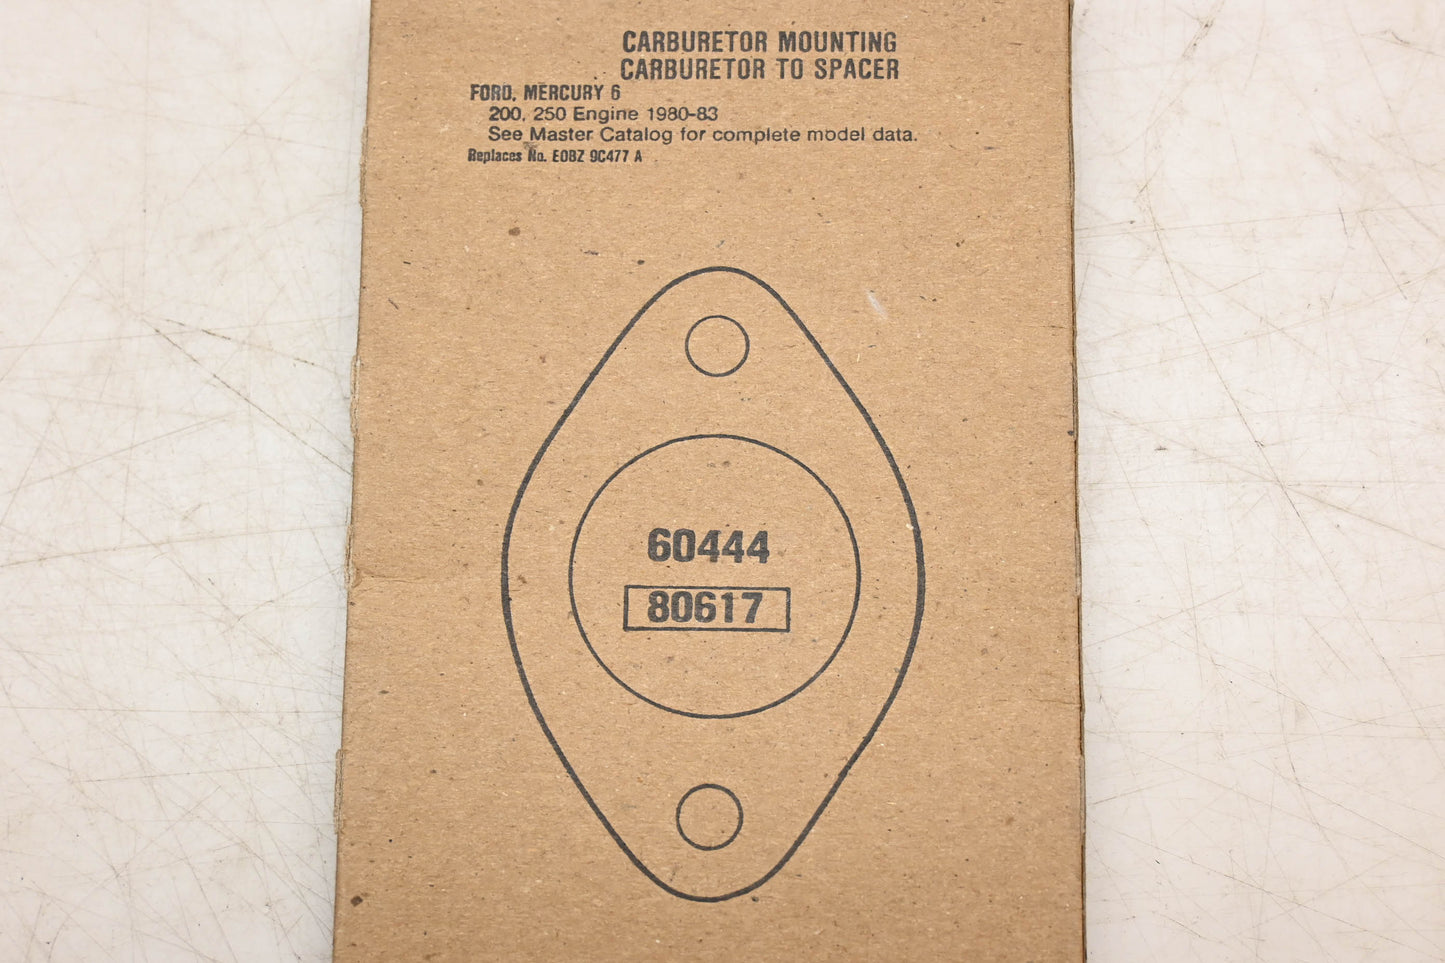 CARBURETOR MOUNTING
CARBURETOR TO SPACER
FORD, MERCURY 6
200, 250 Engine 1980-83
See Master Catalog for complete model data.
Replaces No. E0BZ 9C477 A
60444
80617